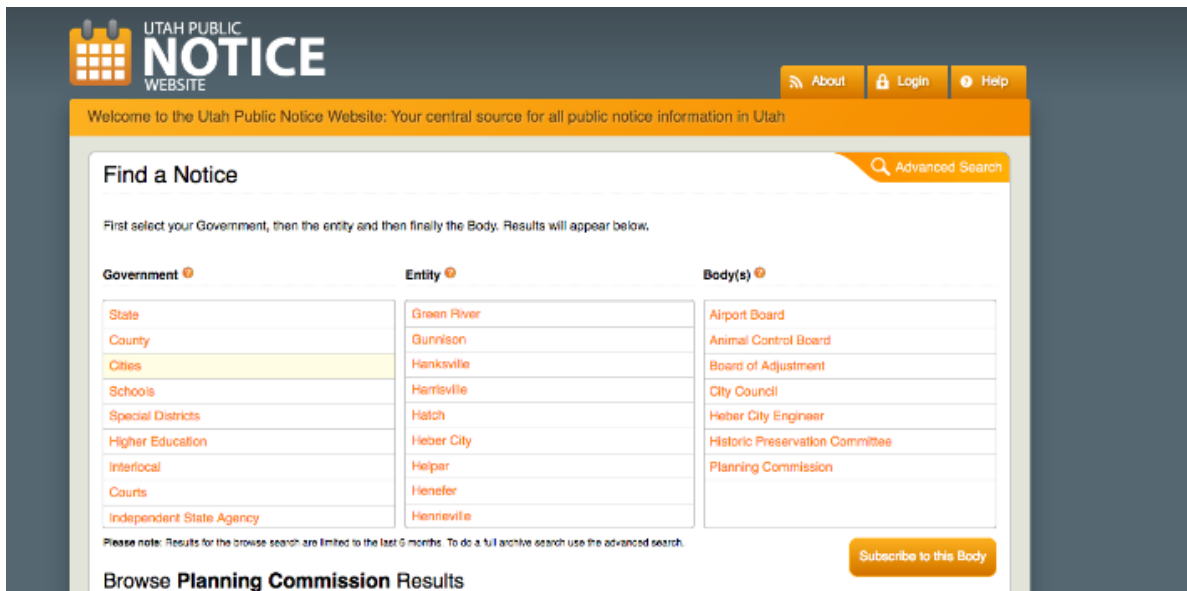 UTAH PUBLIC
NOTICE
WEBSITE
About
Login
Help
Welcome to the Utah Public Notice Website: Your central source for all public notice information in Utah
Find a Notice
Advanced Search
First select your Government, then the entity and then finally the Body. Results will appear below.
Government
Entity
Body(s)
State
County
Cities
Schools
Special Districts
Higher Education
Interlocal
Courts
Independent State Agency
Green River
Gunnison
Hanksville
Harrisville
Hatch
Heber City
Helper
Henefer
Henrieville
Airport Board
Animal Control Board
Board of Adjustment
City Council
Heber City Engineer
Historic Preservation Committee
Planning Commission
Please note: Results for the browse search are limited to the last 6 months. To do a full archive search use the advanced search.
Subscribe to this Body
Browse Planning Commission Results